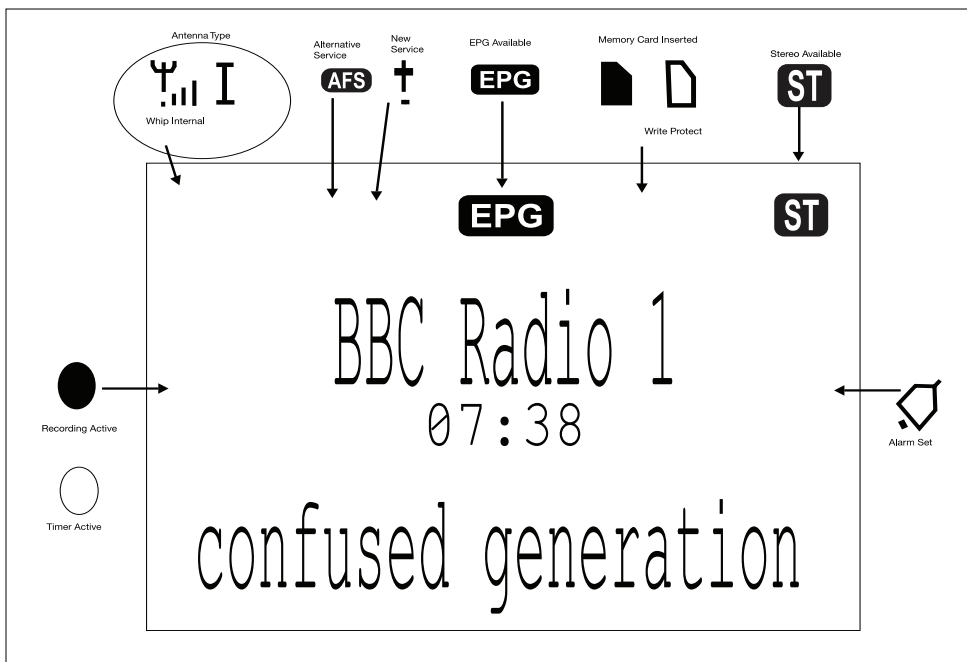 Antenna Type
Whip Internal
I
Alternative
Service
AFS
New
Service
EPG Available
EPG
Memory Card Inserted
Write Protect
Stereo Available
ST
EPG
ST
BBC Radio 1
07:38
confused generation
Recording Active
Timer Active
Alarm Set